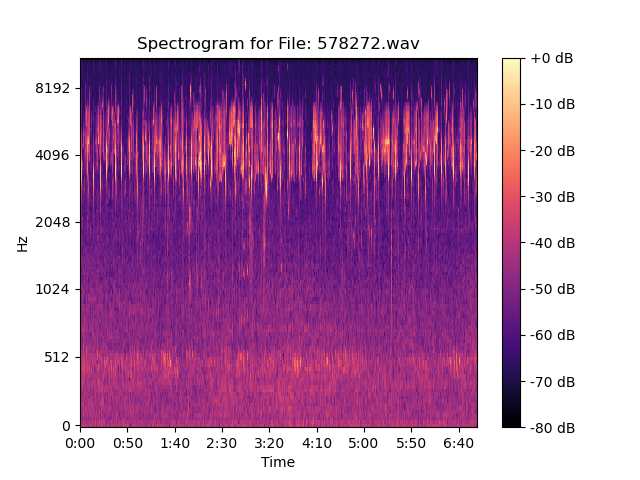 Spectrogram for File: 578272.wav
8192
4096
2048
1024
512
0
Hz
0:00 0:50 1:40 2:30 3:20 4:10 5:00 5:50 6:40
Time
+0 dB
-10 dB
-20 dB
-30 dB
-40 dB
-50 dB
-60 dB
-70 dB
-80 dB